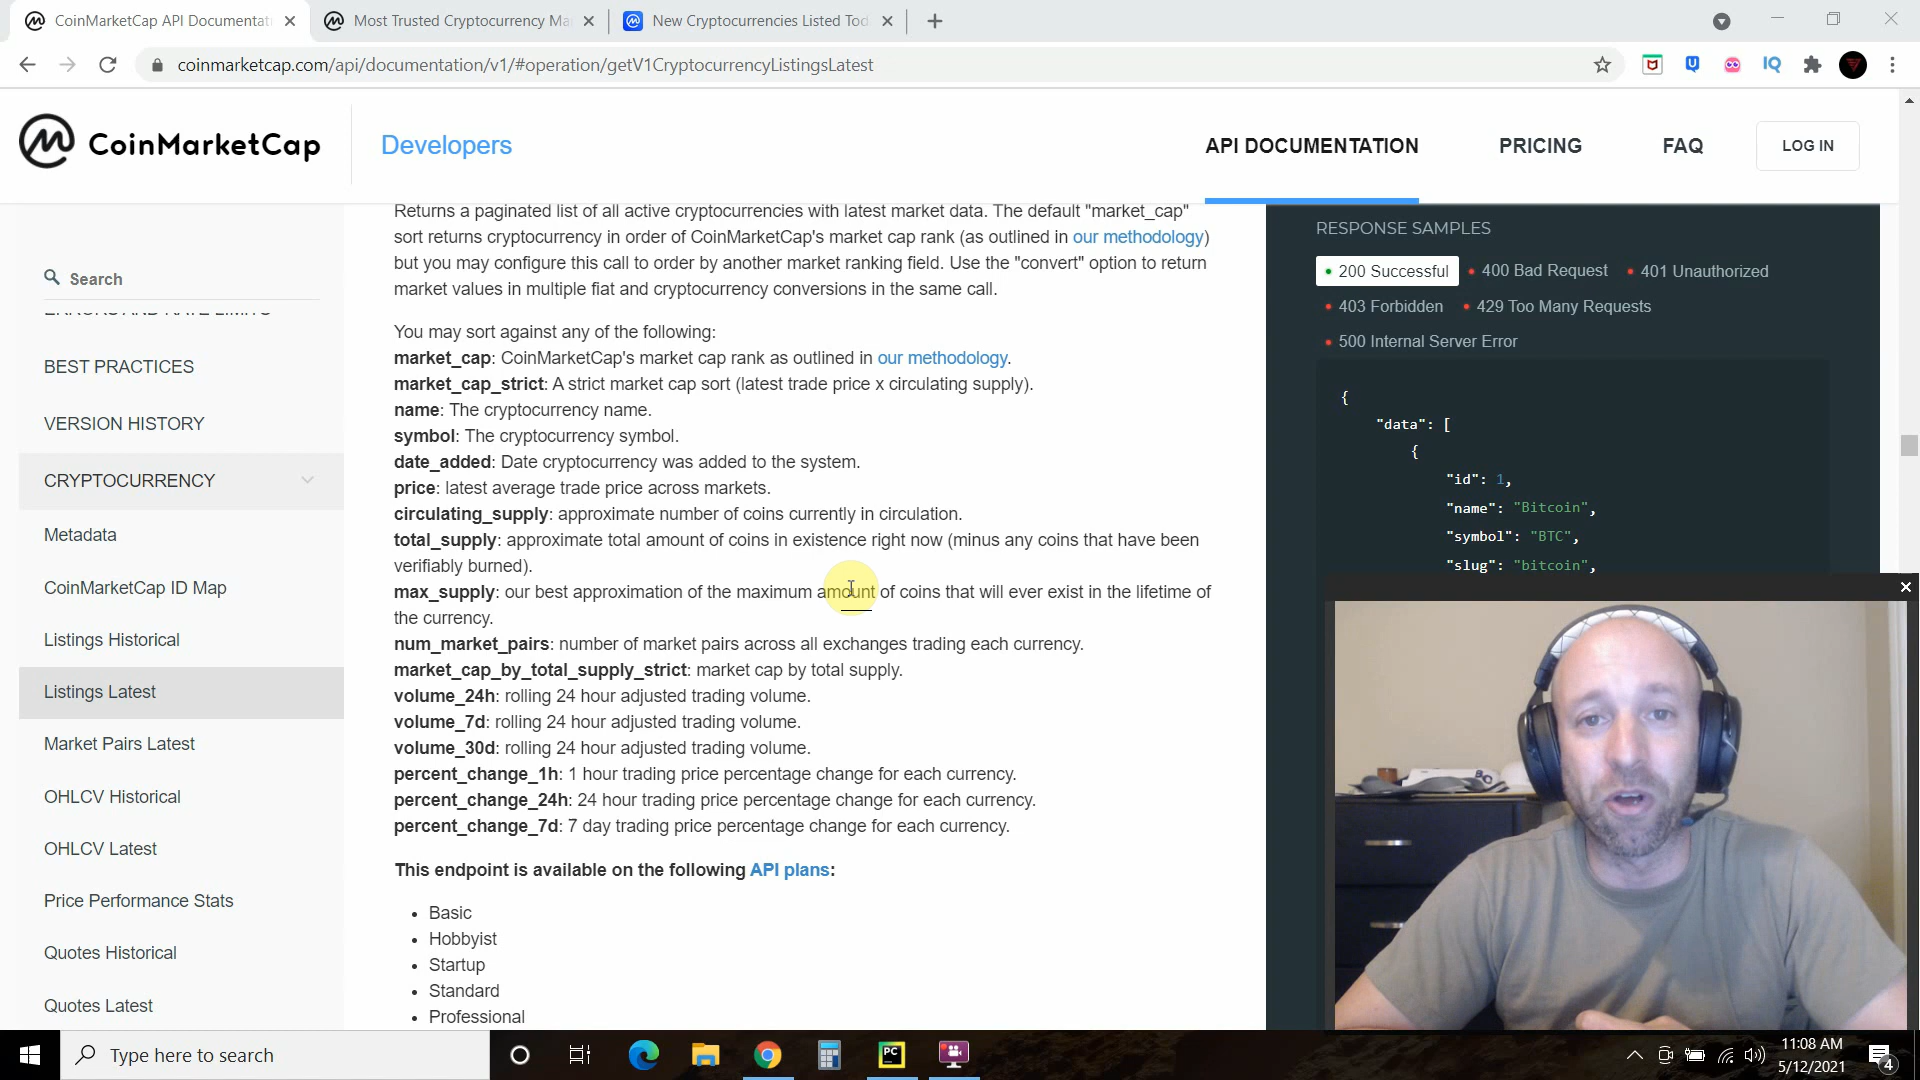 CoinMarketCap API Documentat
Most Trusted Cryptocurrency Ma
New Cryptocurrencies Listed Tod
coinmarketcap.com/api/documentation/v1/#operation/getV1CryptocurrencyListingsLatest
IQ
CoinMarketCap
Developers
API DOCUMENTATION
PRICING
FAQ
LOG IN
Search
ERRORS AND RATE LIMITS
BEST PRACTICES
VERSION HISTORY
CRYPTOCURRENCY
Metadata
CoinMarketCap ID Map
Listings Historical
Listings Latest
Market Pairs Latest
OHLCV Historical
OHLCV Latest
Price Performance Stats
Quotes Historical
Quotes Latest
Returns a paginated list of all active cryptocurrencies with latest market data. The default "market_cap"
sort returns cryptocurrency in order of CoinMarketCap's market cap rank (as outlined in our methodology)
but you may configure this call to order by another market ranking field. Use the "convert" option to return
market values in multiple fiat and cryptocurrency conversions in the same call.
You may sort against any of the following:
market_cap: CoinMarketCap's market cap rank as outlined in our methodology.
market_cap_strict: A strict market cap sort (latest trade price x circulating supply).
name: The cryptocurrency name.
symbol: The cryptocurrency symbol.
date_added: Date cryptocurrency was added to the system.
price: latest average trade price across markets.
circulating_supply: approximate number of coins currently in circulation.
total_supply: approximate total amount of coins in existence right now (minus any coins that have been
verifiably burned).
max_supply: our best approximation of the maximum amount of coins that will ever exist in the lifetime of
the currency.
num_market_pairs: number of market pairs across all exchanges trading each currency.
market_cap_by_total_supply_strict: market cap by total supply.
volume_24h: rolling 24 hour adjusted trading volume.
volume_7d: rolling 24 hour adjusted trading volume.
volume_30d: rolling 24 hour adjusted trading volume.
percent_change_1h: 1 hour trading price percentage change for each currency.
percent_change_24h: 24 hour trading price percentage change for each currency.
percent_change_7d: 7 day trading price percentage change for each currency.
This endpoint is available on the following API plans:
• Basic
• Hobbyist
• Startup
• Standard
• Professional
RESPONSE SAMPLES
200 Successful
400 Bad Request
401 Unauthorized
403 Forbidden
429 Too Many Requests
500 Internal Server Error
{
"data": [
{
"id": 1,
"name": "Bitcoin",
"symbol": "BTC",
"slug": "bitcoin",
Type here to search
PC
11:08 AM
5/12/2021
4